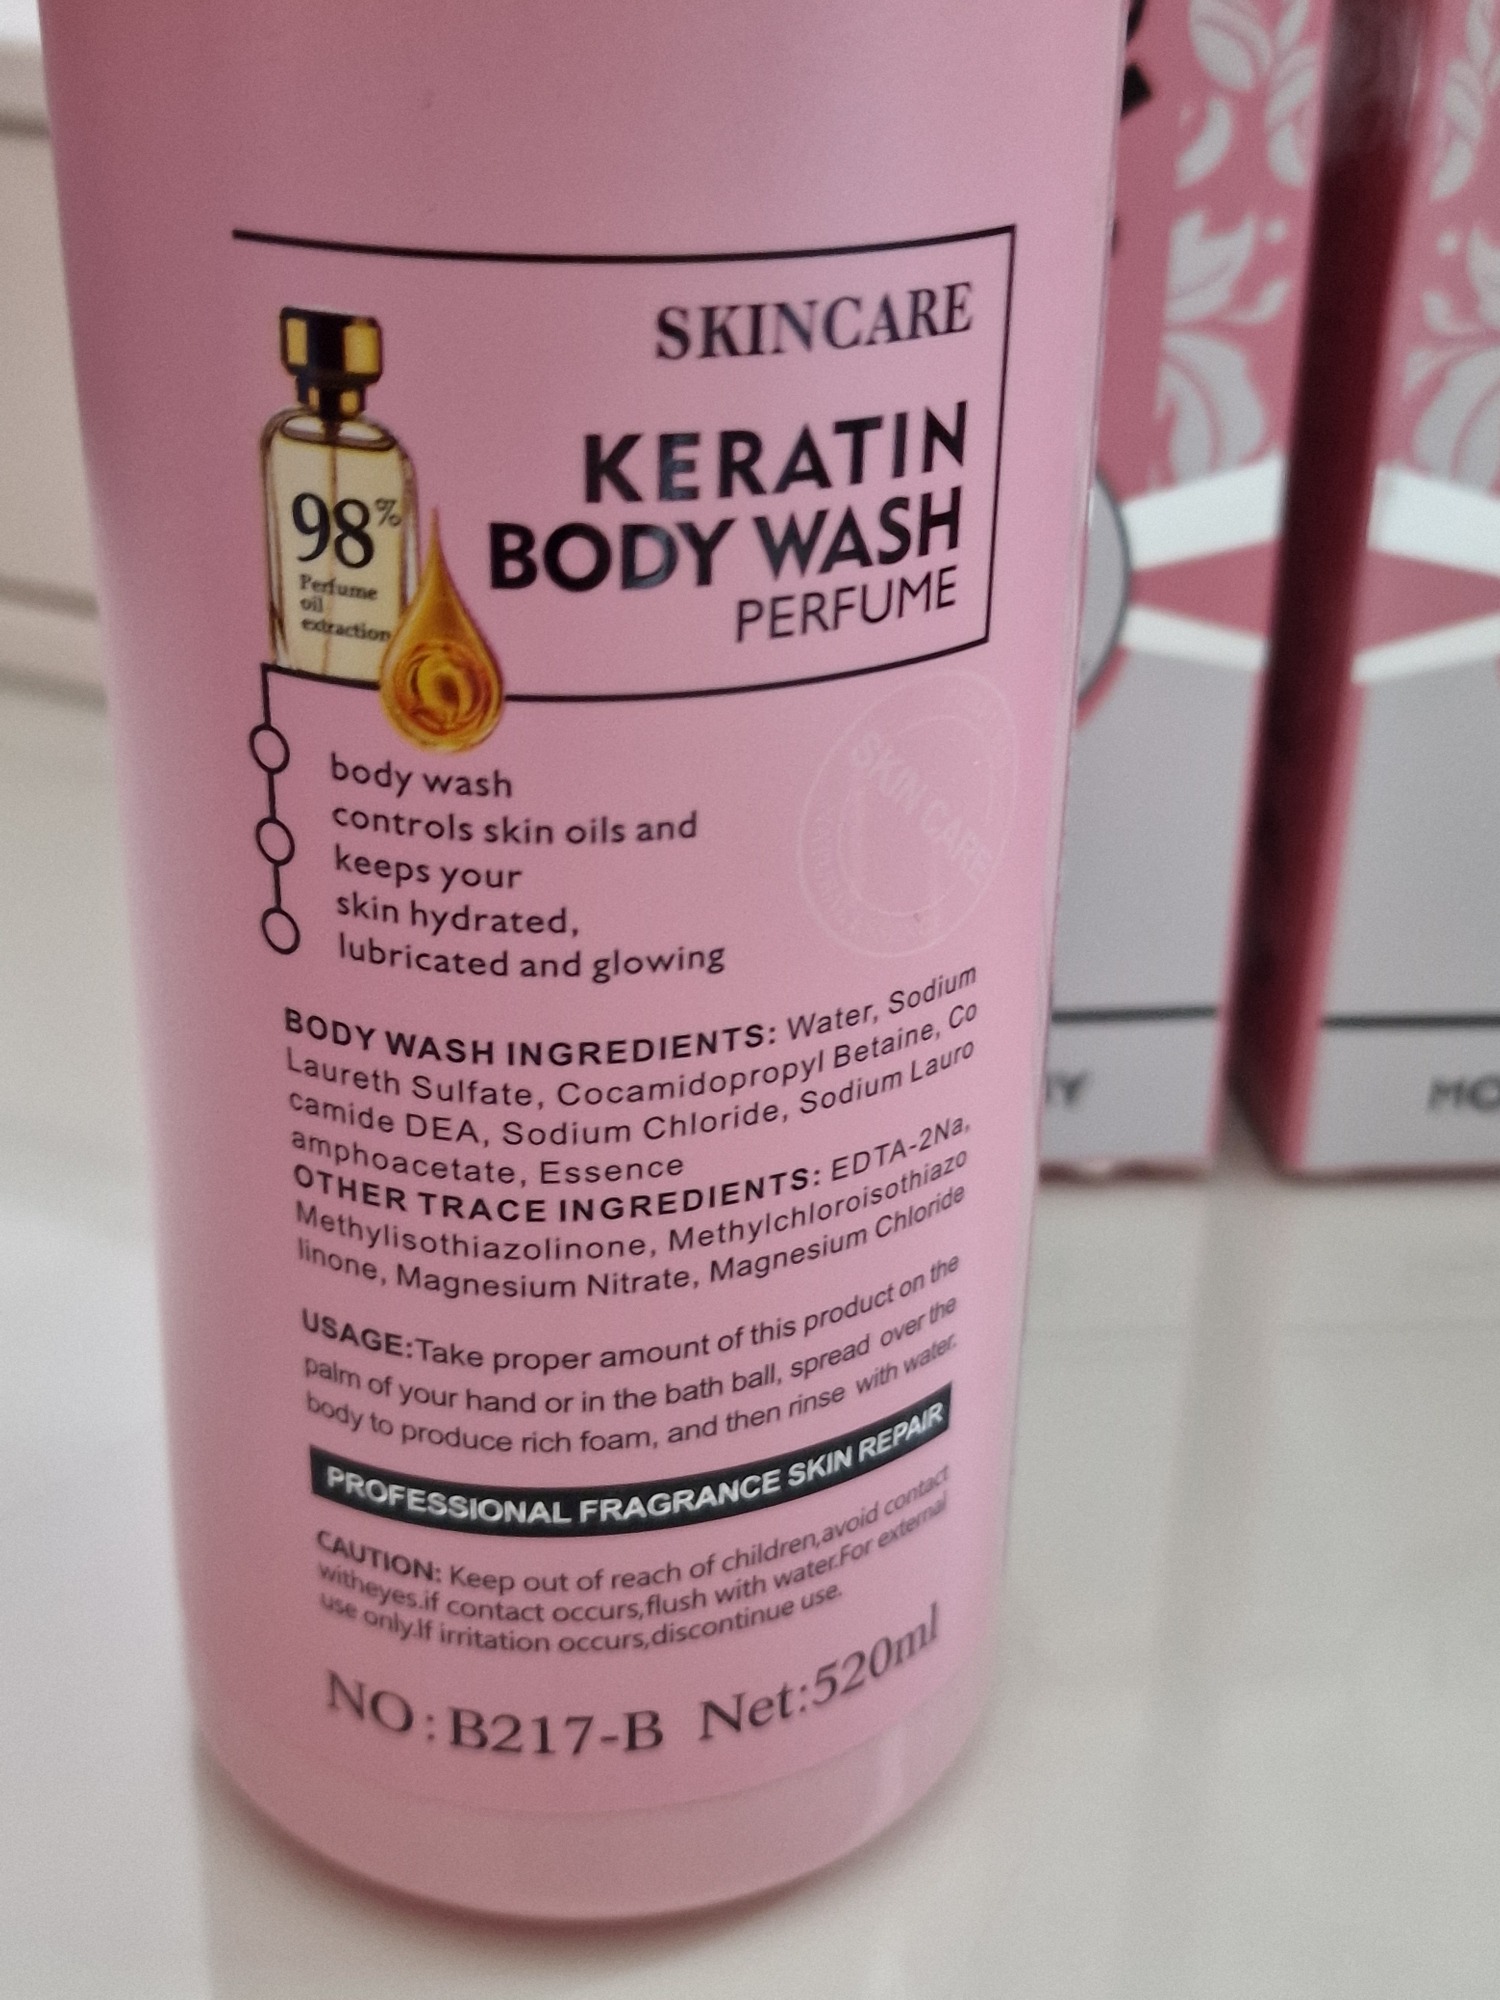 SKINCARE
KERATIN
BODY WASH
PERFUME
98%
Perfume
oil
extraction
body wash
controls skin oils and
keeps your
skin hydrated,
lubricated and glowing
SKIN CARE
BODY WASH INGREDIENTS: Water, Sodium
Laureth Sulfate, Cocamidopropyl Betaine, Co
camide DEA, Sodium Chloride, Sodium Lauro
amphoacetate, Essence
OTHER TRACE INGREDIENTS: EDTA-2Na,
Methylisothiazolinone, Methylchloroisothiazo
linone, Magnesium Nitrate, Magnesium Chloride
USAGE:Take proper amount of this product on the
palm of your hand or in the bath ball, spread over the
body to produce rich foam, and then rinse with water.
PROFESSIONAL FRAGRANCE SKIN REPAIR
CAUTION: Keep out of reach of children,avoid contact
witheyes.if contact occurs,flush with water.For external
use only.If irritation occurs,discontinue use.
NO:B217-B Net:520ml